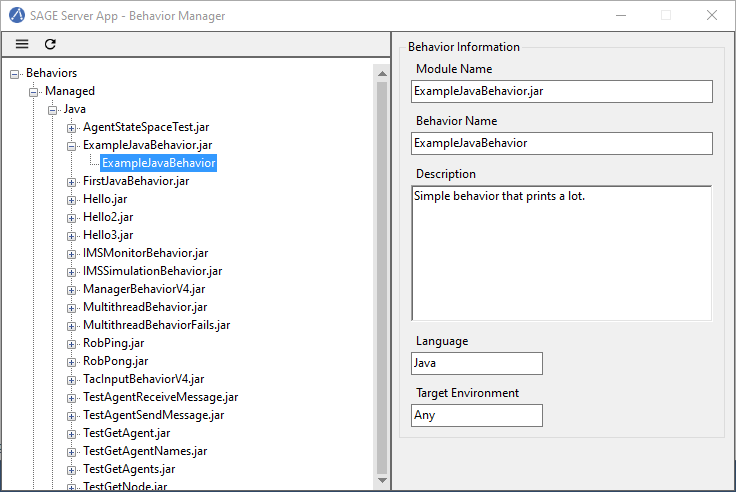 SAGE Server App - Behavior Manager
Behaviors
Managed
Java
AgentStateSpaceTest.jar
ExampleJavaBehavior.jar
ExampleJavaBehavior
FirstJavaBehavior.jar
Hello.jar
Hello2.jar
Hello3.jar
IMSMonitorBehavior.jar
IMSSimulationBehavior.jar
ManagerBehaviorV4.jar
MultithreadBehavior.jar
MultithreadBehaviorFails.jar
RobPing.jar
RobPong.jar
TacInputBehaviorV4.jar
TestAgentReceiveMessage.jar
TestAgentSendMessage.jar
TestGetAgent.jar
TestGetAgentNames.jar
TestGetAgents.jar
TestGetNode.jar
Behavior Information
Module Name
ExampleJavaBehavior.jar
Behavior Name
ExampleJavaBehavior
Description
Simple behavior that prints a lot.
Language
Java
Target Environment
Any